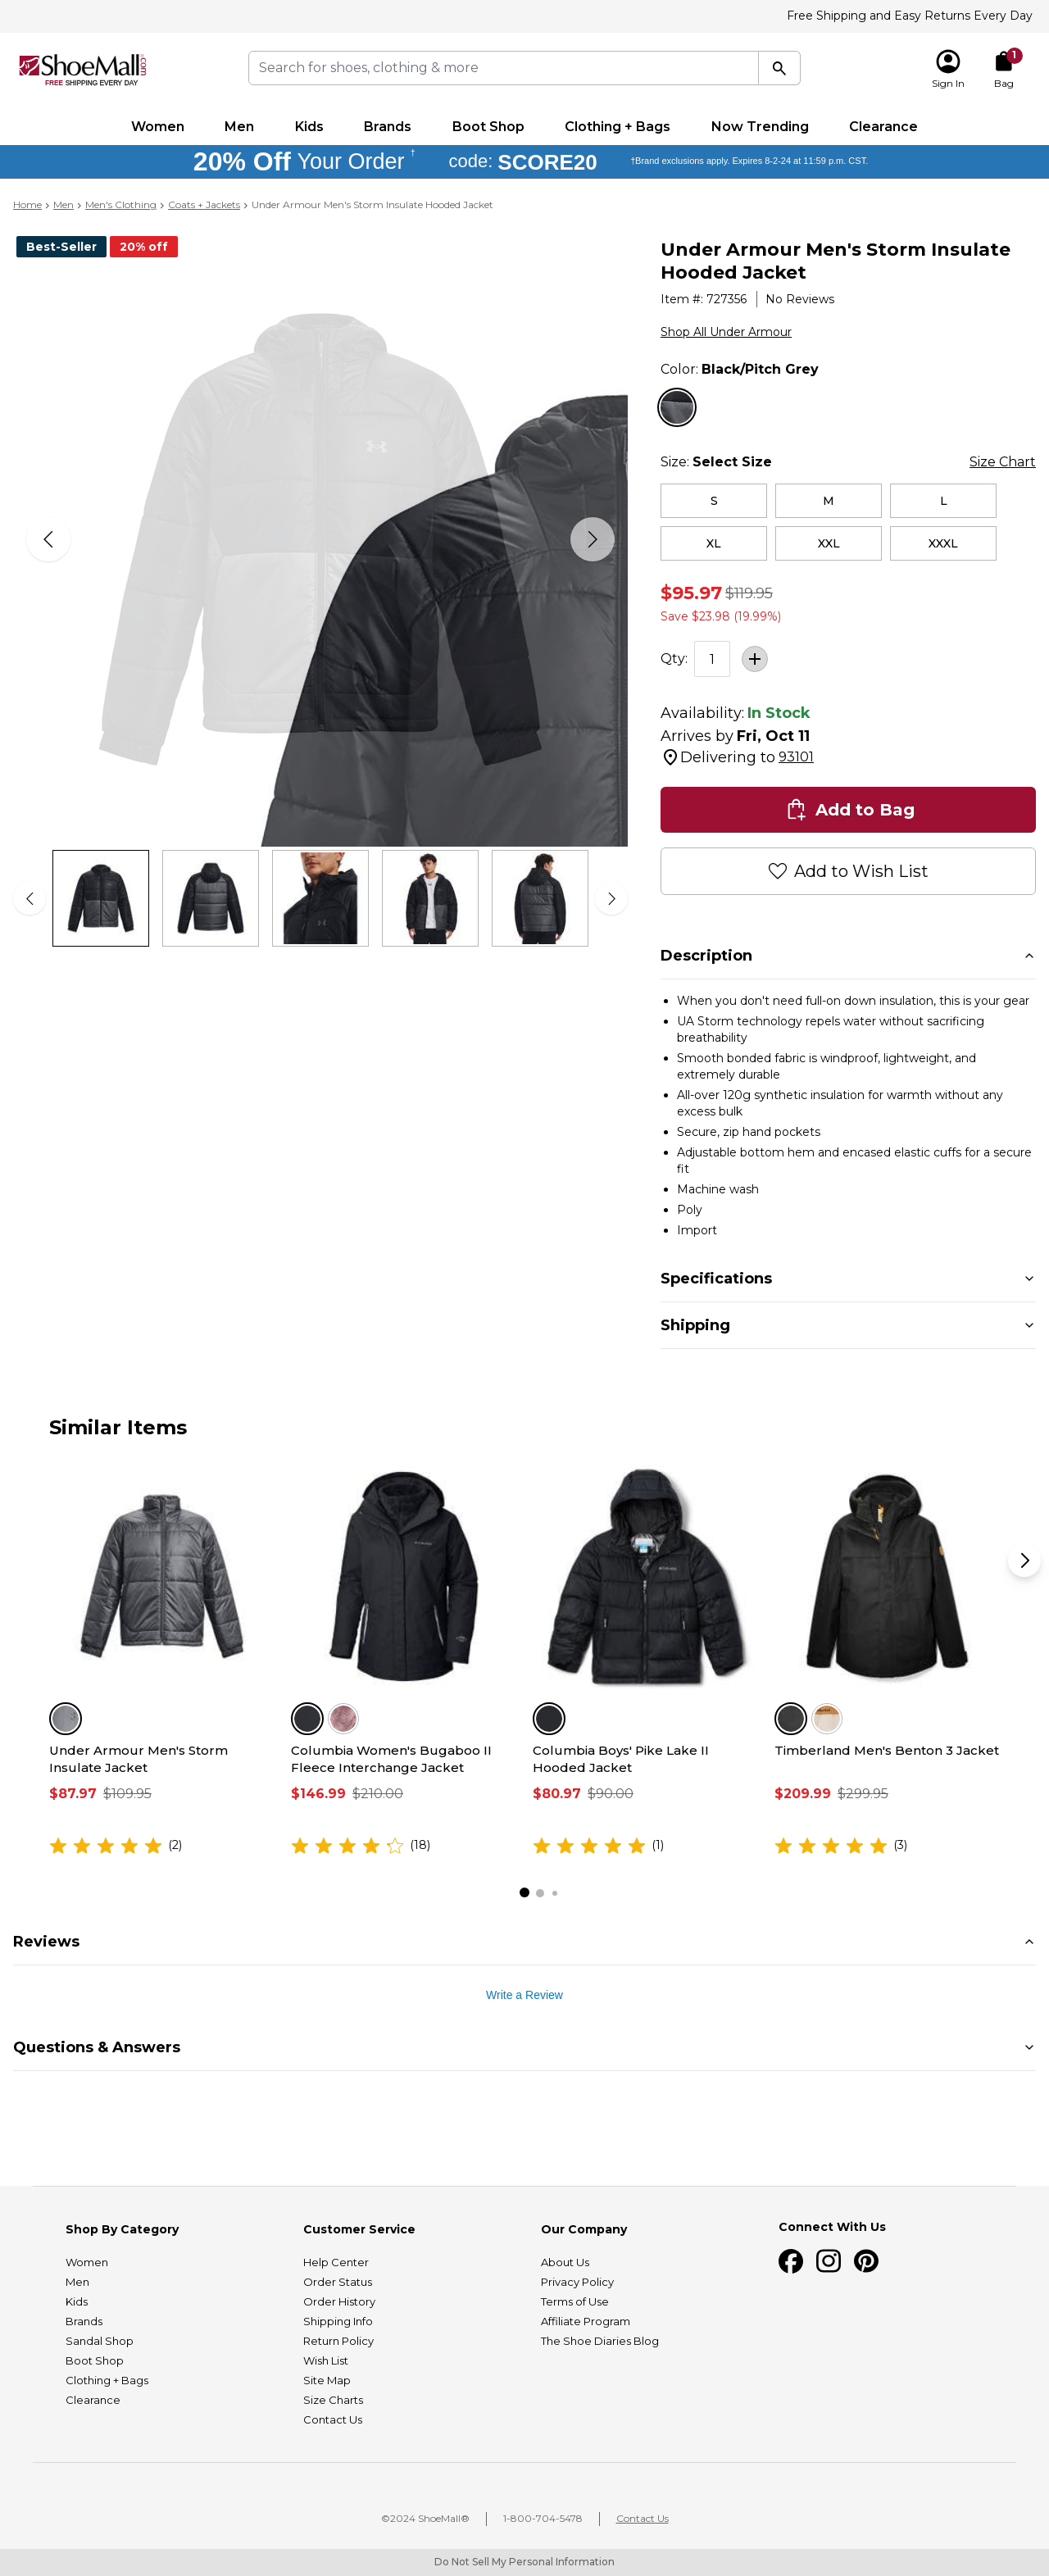 Free Shipping and Easy Returns Every Day
ShoeMall.com
FREE SHIPPING EVERY DAY
Search for shoes, clothing & more
1
Sign In
Bag
Women
Men
Kids
Brands
Boot Shop
Clothing + Bags
Now Trending
Clearance
20% Off Your Order † code: SCORE20 †Brand exclusions apply. Expires 8-2-24 at 11:59 p.m. CST.
Home > Men > Men's Clothing > Coats + Jackets > Under Armour Men's Storm Insulate Hooded Jacket
Best-Seller
20% off
Under Armour Men's Storm Insulate
Hooded Jacket
Item #: 727356 | No Reviews
Shop All Under Armour
Color: Black/Pitch Grey
Size: Select Size
Size Chart
S
M
L
XL
XXL
XXXL
$95.97 $119.95
Save $23.98 (19.99%)
Qty: 1 +
Availability: In Stock
Arrives by Fri, Oct 11
Delivering to 93101
Add to Bag
Add to Wish List
Description
• When you don't need full-on down insulation, this is your gear
• UA Storm technology repels water without sacrificing
breathability
• Smooth bonded fabric is windproof, lightweight, and
extremely durable
• All-over 120g synthetic insulation for warmth without any
excess bulk
• Secure, zip hand pockets
• Adjustable bottom hem and encased elastic cuffs for a secure
fit
• Machine wash
• Poly
• Import
Specifications
Shipping
Similar Items
Under Armour Men's Storm
Insulate Jacket
$87.97 $109.95
(2)
Columbia Women's Bugaboo II
Fleece Interchange Jacket
$146.99 $210.00
(18)
Columbia Boys' Pike Lake II
Hooded Jacket
$80.97 $90.00
(1)
Timberland Men's Benton 3 Jacket
$209.99 $299.95
(3)
Reviews
Write a Review
Questions & Answers
Shop By Category
Women
Men
Kids
Brands
Sandal Shop
Boot Shop
Clothing + Bags
Clearance
Customer Service
Help Center
Order Status
Order History
Shipping Info
Return Policy
Wish List
Site Map
Size Charts
Contact Us
Our Company
About Us
Privacy Policy
Terms of Use
Affiliate Program
The Shoe Diaries Blog
Connect With Us
©2024 ShoeMall® | 1-800-704-5478 | Contact Us
Do Not Sell My Personal Information